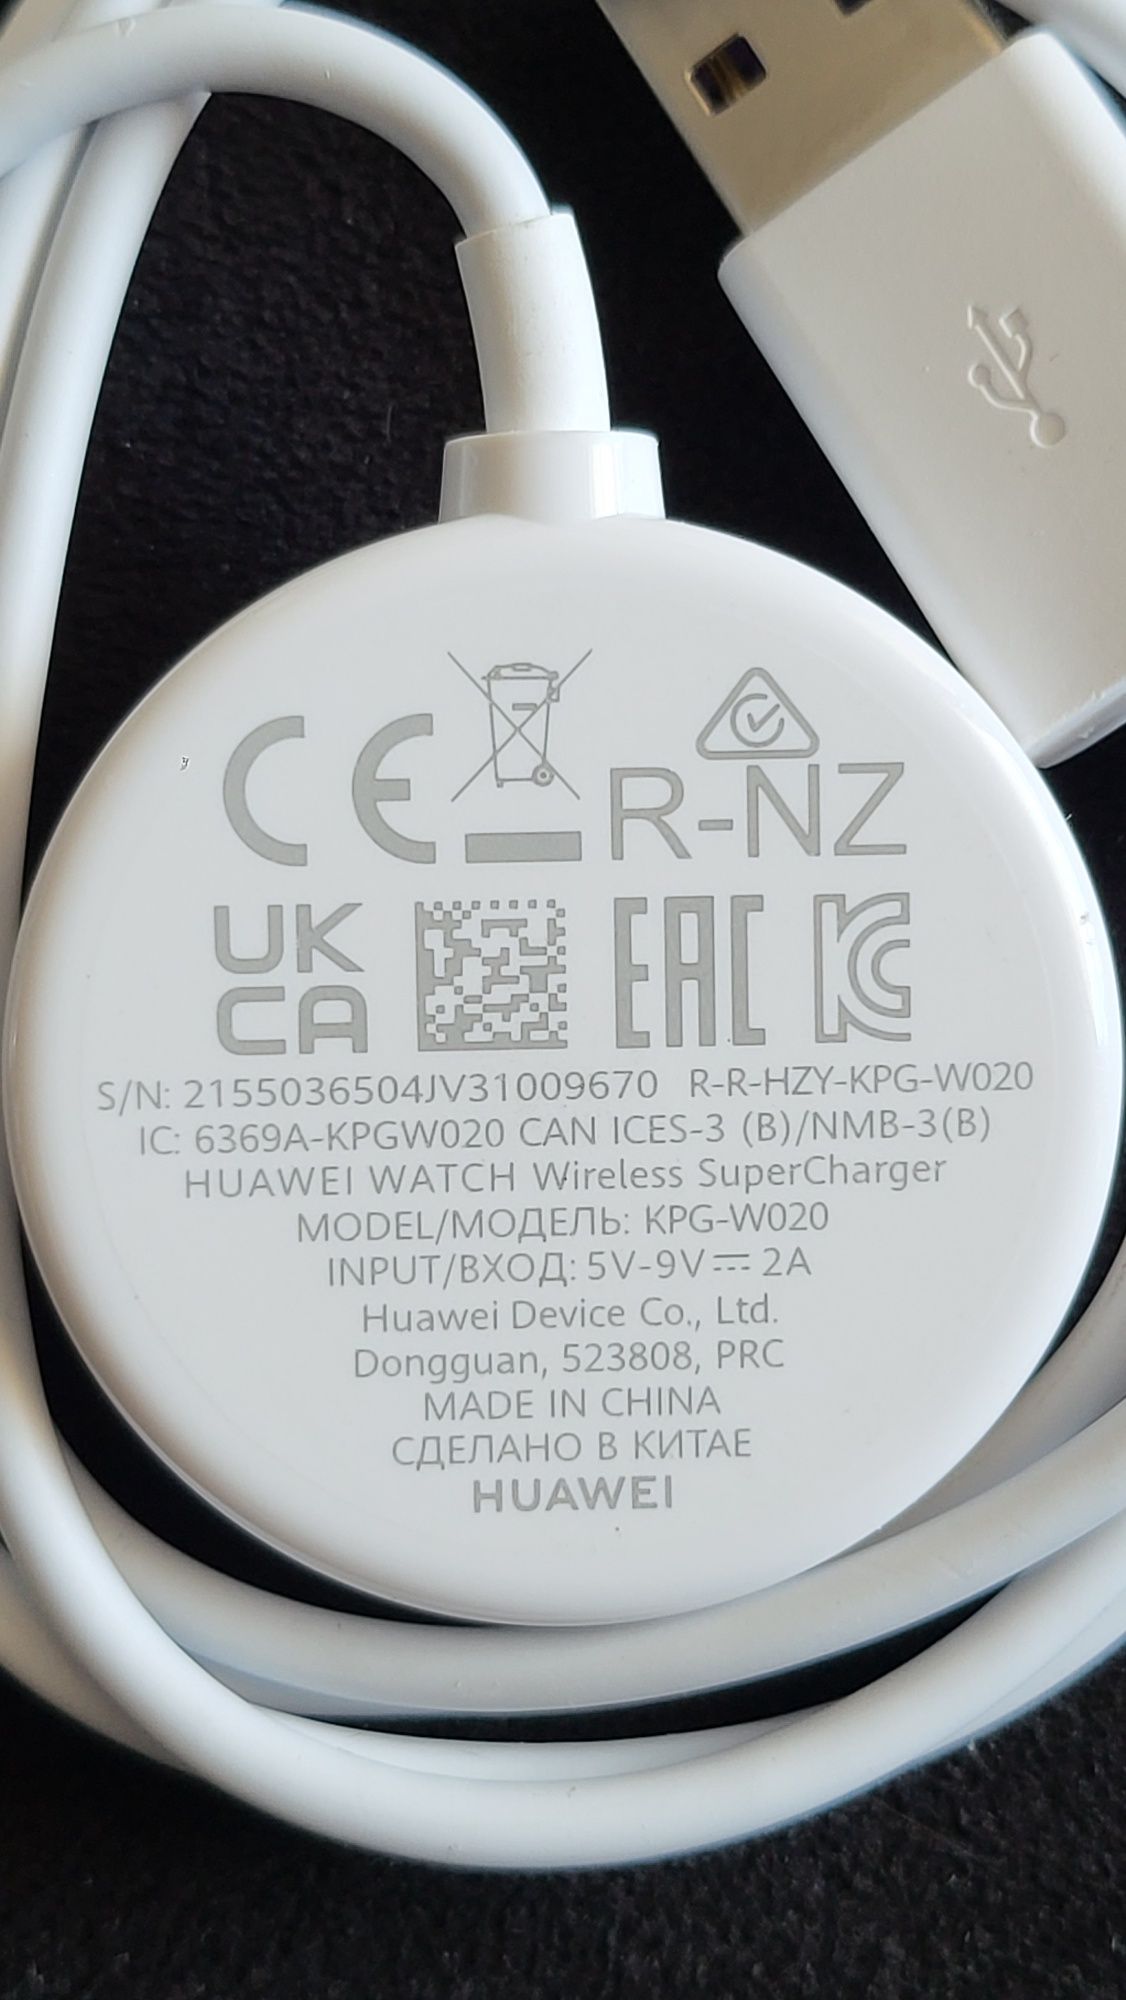 CE R-NZ
UK
CA EAC KC
S/N: 2155036504JV31009670 R-R-HZY-KPG-W020
IC: 6369A-KPGW020 CAN ICES-3 (B)/NMB-3(B)
HUAWEI WATCH Wireless SuperCharger
MODEL/МОДЕЛЬ: KPG-W020
INPUT/ВХОД: 5V-9V⎓2A
Huawei Device Co., Ltd.
Dongguan, 523808, PRC
MADE IN CHINA
СДЕЛАНО В КИТАЕ
HUAWEI